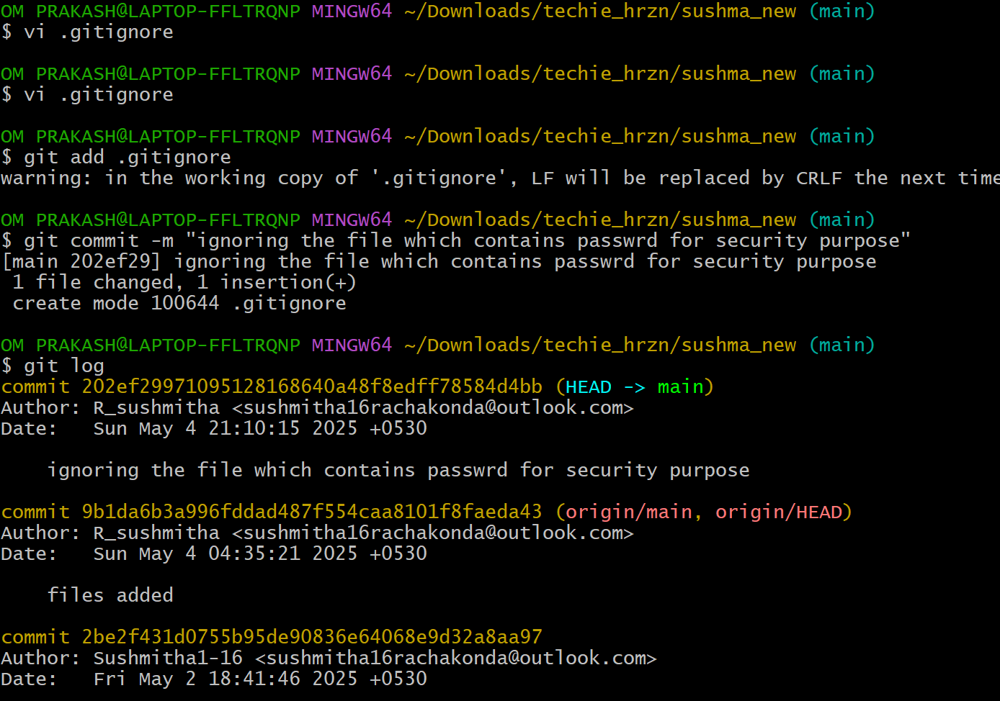 OM PRAKASH@LAPTOP-FFLTRQNP MINGW64 ~/Downloads/techie_hrzn/sushma_new (main)
$ vi .gitignore
OM PRAKASH@LAPTOP-FFLTRQNP MINGW64 ~/Downloads/techie_hrzn/sushma_new (main)
$ vi .gitignore
OM PRAKASH@LAPTOP-FFLTRQNP MINGW64 ~/Downloads/techie_hrzn/sushma_new (main)
$ git add .gitignore
warning: in the working copy of '.gitignore', LF will be replaced by CRLF the next time
OM PRAKASH@LAPTOP-FFLTRQNP MINGW64 ~/Downloads/techie_hrzn/sushma_new (main)
$ git commit -m "ignoring the file which contains passwrd for security purpose"
[main 202ef29] ignoring the file which contains passwrd for security purpose
 1 file changed, 1 insertion(+)
 create mode 100644 .gitignore
OM PRAKASH@LAPTOP-FFLTRQNP MINGW64 ~/Downloads/techie_hrzn/sushma_new (main)
$ git log
commit 202ef29971095128168640a48f8edff78584d4bb (HEAD -> main)
Author: R_sushmitha <sushmitha16rachakonda@outlook.com>
Date:   Sun May 4 21:10:15 2025 +0530
    ignoring the file which contains passwrd for security purpose
commit 9b1da6b3a996fddad487f554caa8101f8faeda43 (origin/main, origin/HEAD)
Author: R_sushmitha <sushmitha16rachakonda@outlook.com>
Date:   Sun May 4 04:35:21 2025 +0530
    files added
commit 2be2f431d0755b95de90836e64068e9d32a8aa97
Author: Sushmitha1-16 <sushmitha16rachakonda@outlook.com>
Date:   Fri May 2 18:41:46 2025 +0530